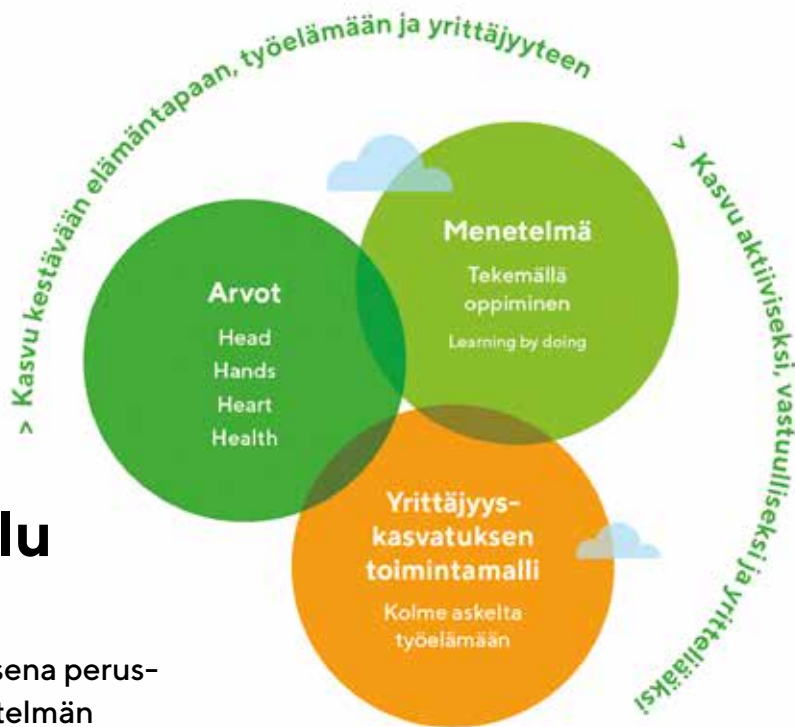 > Kasvu kestävään elämäntapaan, työelämään ja yrittäjyyteen
> Kasvu aktiiviseksi, vastuulliseksi ja yritteliääksi
Menetelmä
Tekemällä
oppiminen
Learning by doing
Arvot
Head
Hands
Heart
Health
Yrittäjyys-
kasvatuksen
toimintamalli
Kolme askelta
työelämään
lu
sena perus-
telmän